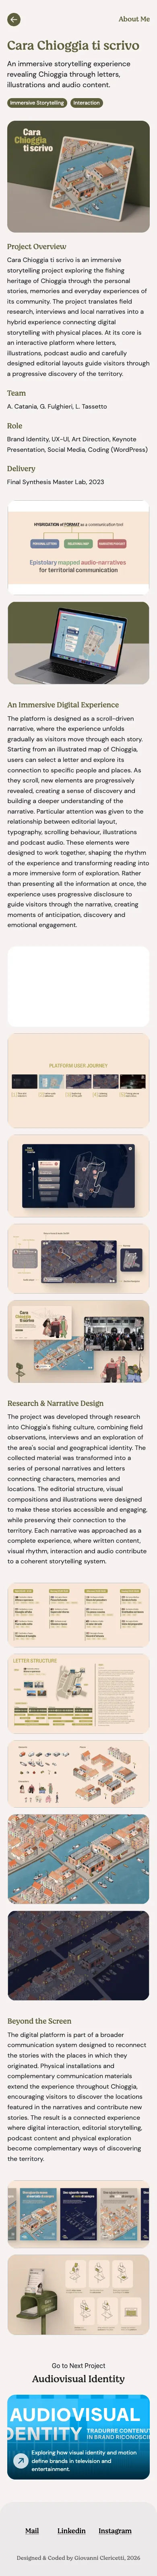 About Me
Cara Chioggia ti scrivo
An immersive storytelling experience
revealing Chioggia through letters,
illustrations and audio content.
Immersive Storytelling
Interaction
Cara
Chioggia
ti scrivo
Project Overview
Cara Chioggia ti scrivo is an immersive
storytelling project exploring the fishing
heritage of Chioggia through the personal
stories, memories and everyday experiences of
its community. The project translates field
research, interviews and local narratives into a
hybrid experience connecting digital
storytelling with physical places. At its core is
an interactive platform where letters,
illustrations, podcast audio and carefully
designed editorial layouts guide visitors through
a progressive discovery of the territory.
Team
A. Catania, G. Fulghieri, L. Tassetto
Role
Brand Identity, UX-UI, Art Direction, Keynote
Presentation, Social Media, Coding (WordPress)
Delivery
Final Synthesis Master Lab, 2023
HYBRIDIZATION of FORMAT as a communication tool
Epistolary mapped audio-narratives
for territorial communication
An Immersive Digital Experience
The platform is designed as a scroll-driven
narrative, where the experience unfolds
gradually as visitors move through each story.
Starting from an illustrated map of Chioggia,
users can select a letter and explore its
connection to specific people and places. As
they scroll, new elements are progressively
revealed, creating a sense of discovery and
building a deeper understanding of the
narrative. Particular attention was given to the
relationship between editorial layout,
typography, scrolling behaviour, illustrations
and podcast audio. These elements were
designed to work together, shaping the rhythm
of the experience and transforming reading into
a more immersive form of exploration. Rather
than presenting all the information at once, the
experience uses progressive disclosure to
guide visitors through the narrative, creating
moments of anticipation, discovery and
emotional engagement.
PLATFORM USER JOURNEY
Cara
Chioggia
ti scrivo
Research & Narrative Design
The project was developed through research
into Chioggia's fishing culture, combining field
observations, interviews and an exploration of
the area's social and geographical identity. The
collected material was transformed into a
series of personal narratives and letters
connecting characters, memories and
locations. The editorial structure, visual
compositions and illustrations were designed
to make these stories accessible and engaging,
while preserving their connection to the
territory. Each narrative was approached as a
complete experience, where written content,
visual rhythm, interaction and audio contribute
to a coherent storytelling system.
LETTER STRUCTURE
Beyond the Screen
The digital platform is part of a broader
communication system designed to reconnect
the stories with the places in which they
originated. Physical installations and
complementary communication materials
extend the experience throughout Chioggia,
encouraging visitors to discover the locations
featured in the narratives and contribute new
stories. The result is a connected experience
where digital interaction, editorial storytelling,
podcast content and physical exploration
become complementary ways of discovering
the territory.
Go to Next Project
Audiovisual Identity
AUDIOVISUAL
DENTITY
TRADURRE CONTENUT
IN BRAND RICONOSCIB
Exploring how visual identity and motion
define brands in television and
entertainment.
Mail
Linkedin
Instagram
Designed & Coded by Giovanni Clericetti, 2026